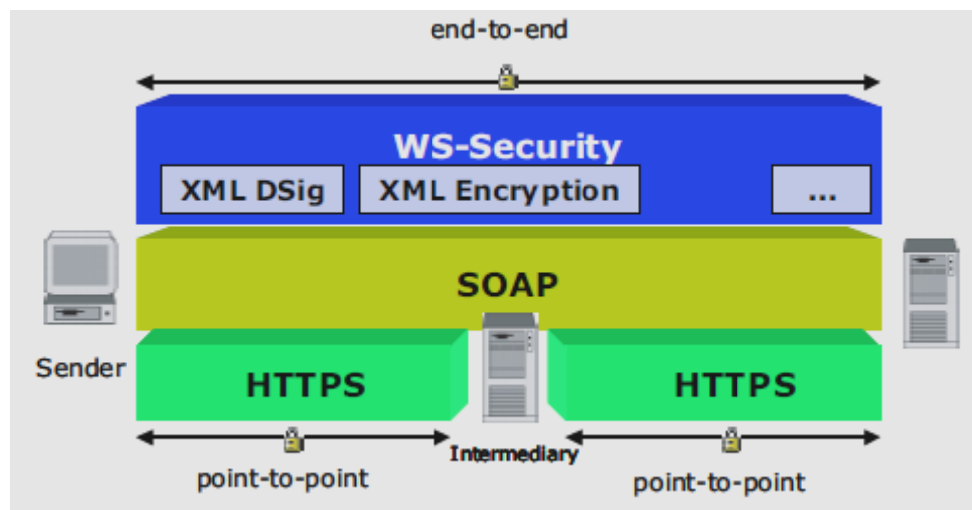 end-to-end
WS-Security
XML DSig
XML Encryption
...
SOAP
Sender
HTTPS
HTTPS
Intermediary
point-to-point
point-to-point